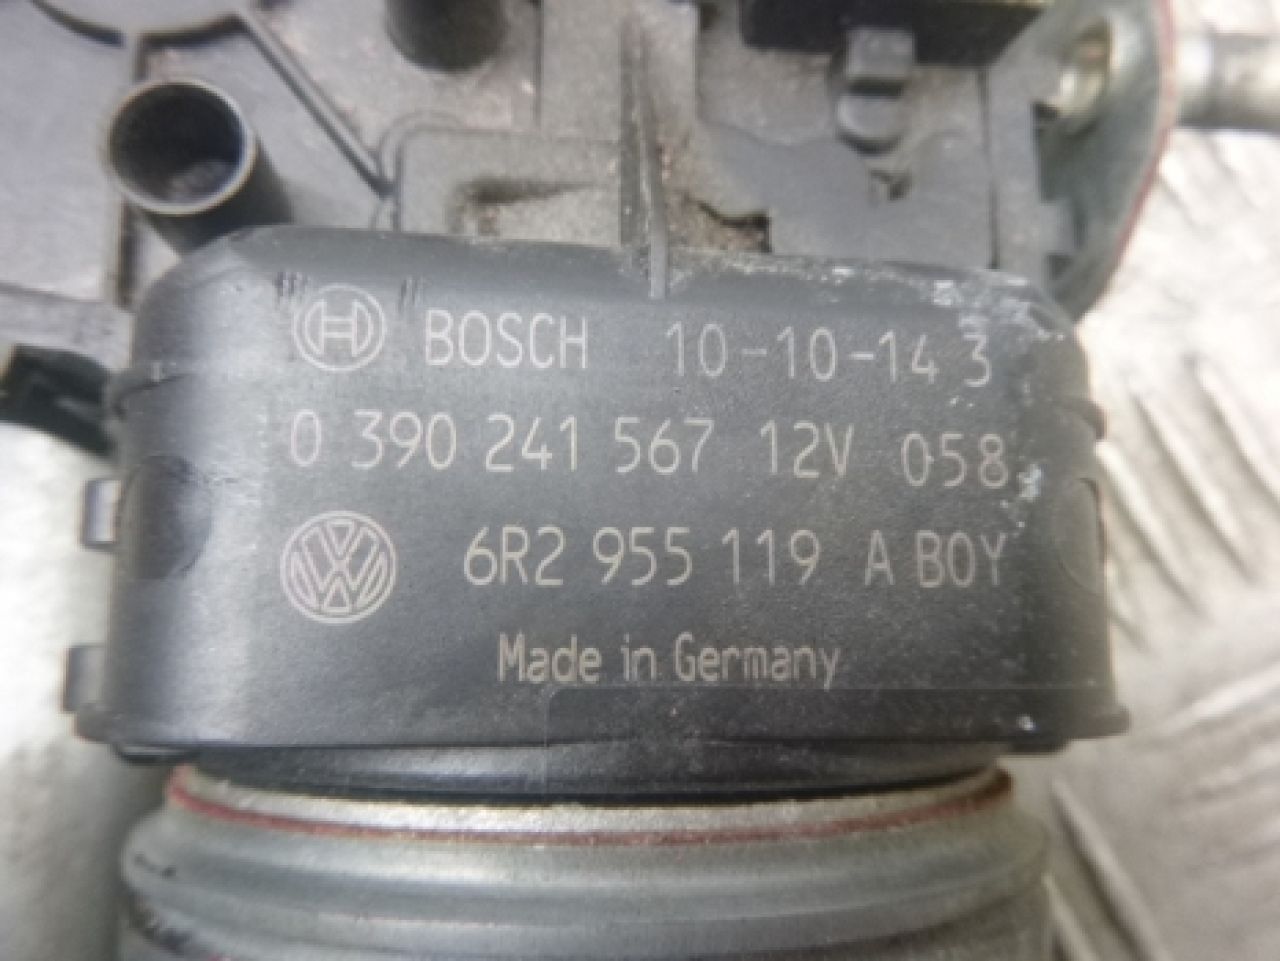 BOSCH 10-10-14 3
0 390 241 567 12V 058
6R2 955 119 A BOY
Made in Germany